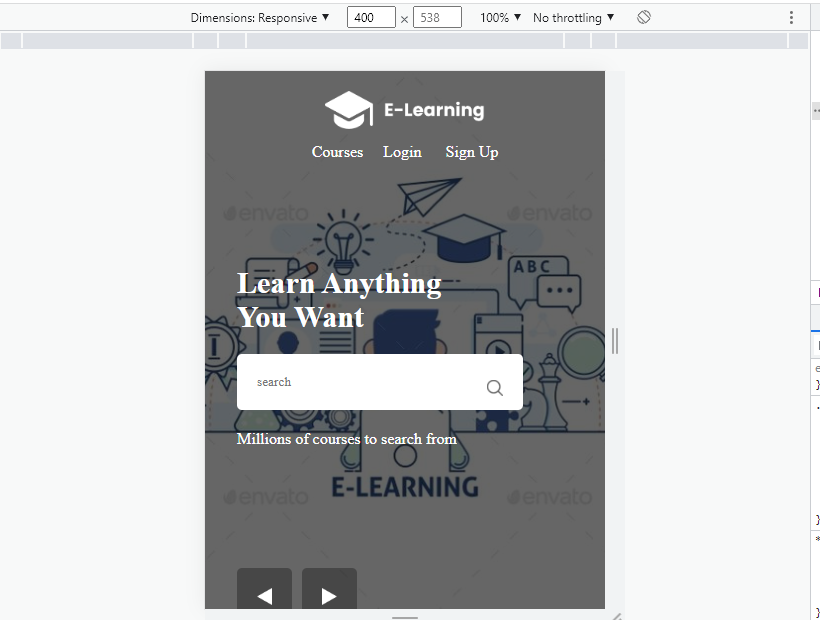 Dimensions: Responsive ▼ 400 × 538 100% ▼ No throttling ▼
E-Learning
Courses Login Sign Up
envato envato
ABC
Learn Anything
You Want
search
Millions of courses to search from
E-LEARNING
envato envato